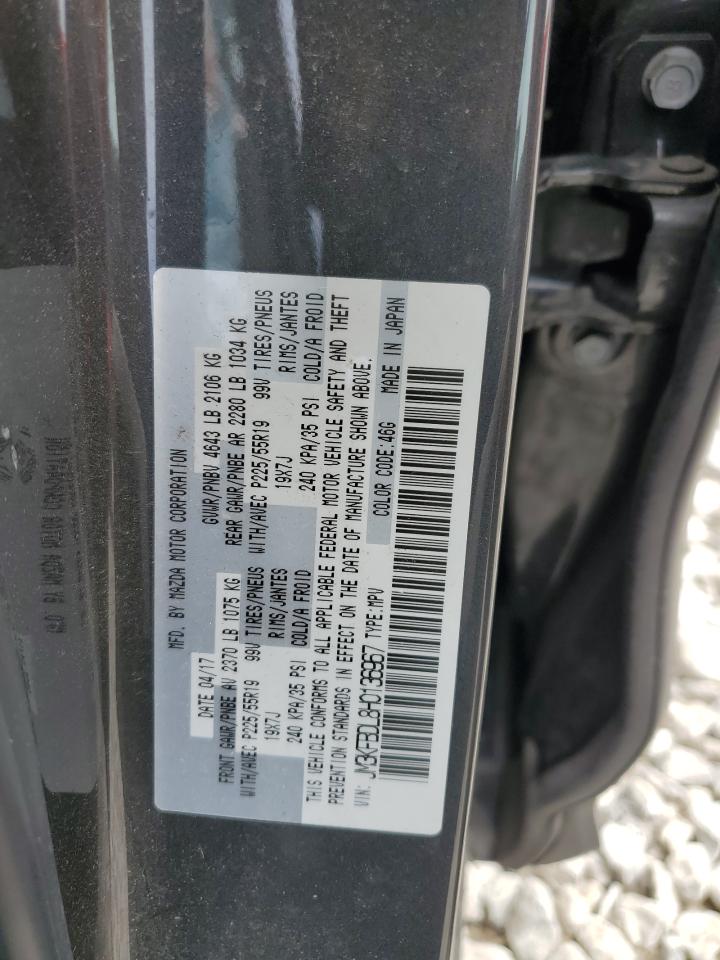 MFD. BY MAZDA MOTOR CORPORATION
DATE 04/17 GVWR/PNBV 4643 LB 2106 KG
FRONT GAWR/PNBE AV 2370 LB 1075 KG REAR GAWR/PNBE AR 2280 LB 1034 KG
WITH/AVEC P225/55R19 99V TIRES/PNEUS WITH/AVEC P225/55R19 99V TIRES/PNEUS
19X7J RIMS/JANTES 19X7J RIMS/JANTES
240 KPA/35 PSI COLD/A FROID 240 KPA/35 PSI COLD/A FROID
THIS VEHICLE CONFORMS TO ALL APPLICABLE FEDERAL MOTOR VEHICLE SAFETY AND THEFT
PREVENTION STANDARDS IN EFFECT ON THE DATE OF MANUFACTURE SHOWN ABOVE.
VIN: JM3KFBDL8H0136967 TYPE:MPV COLOR CODE:46G MADE IN JAPAN